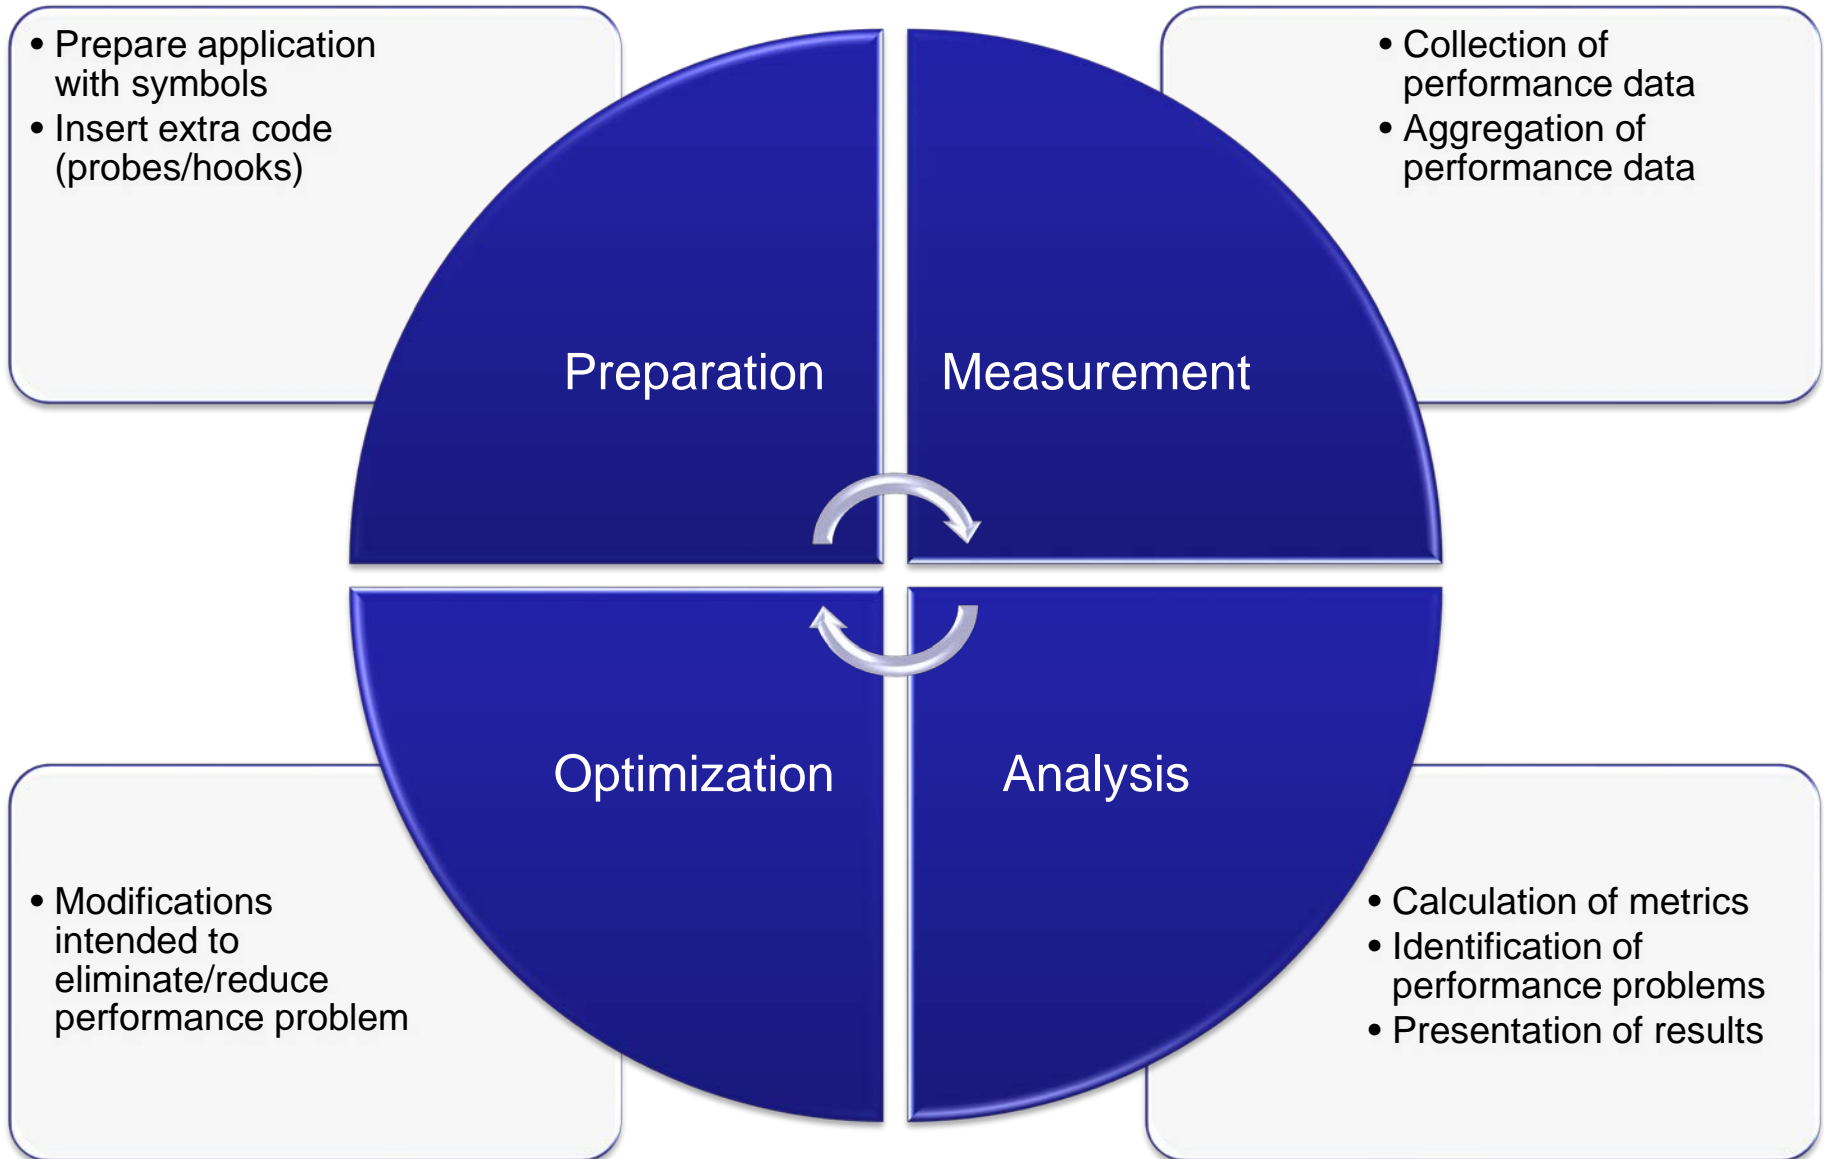 • Prepare application
with symbols
• Insert extra code
(probes/hooks)
• Collection of
performance data
• Aggregation of
performance data
Preparation
Measurement
Optimization
Analysis
• Modifications
intended to
eliminate/reduce
performance problem
• Calculation of metrics
• Identification of
performance problems
• Presentation of results